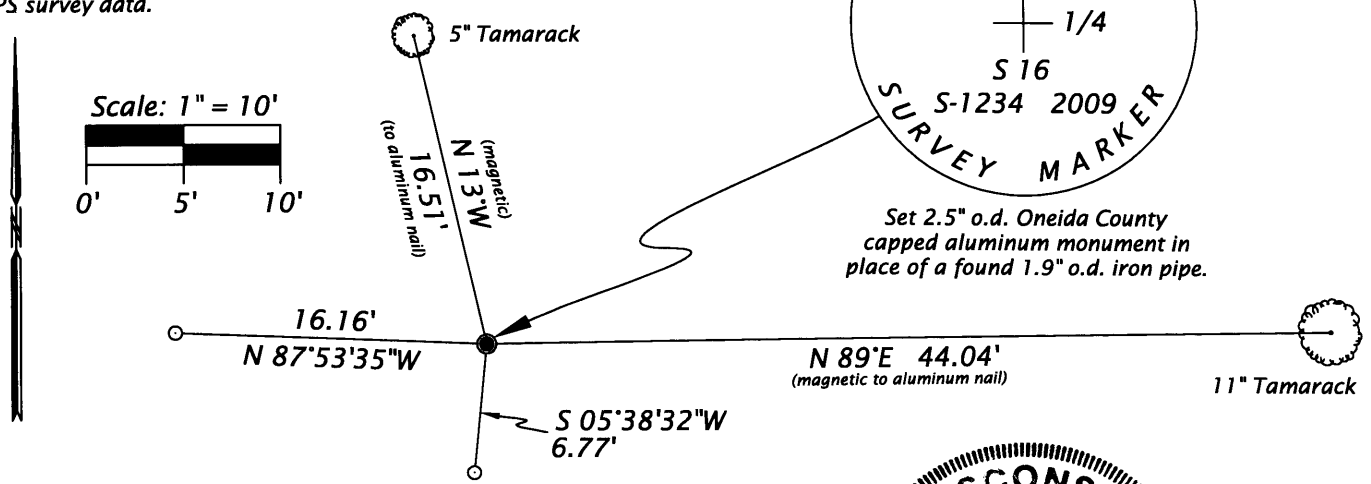 PS survey data.
5" Tamarack
1/4
S 16
S-1234 2009
SURVEY MARKER
Scale: 1" = 10'
0' 5' 10'
N
(magnetic)
N 13°W
16.51'
(to aluminum nail)
Set 2.5" o.d. Oneida County
capped aluminum monument in
place of a found 1.9" o.d. iron pipe.
16.16'
N 87°53'35"W
N 89°E 44.04'
(magnetic to aluminum nail)
11" Tamarack
S 05°38'32"W
6.77'
SCONS